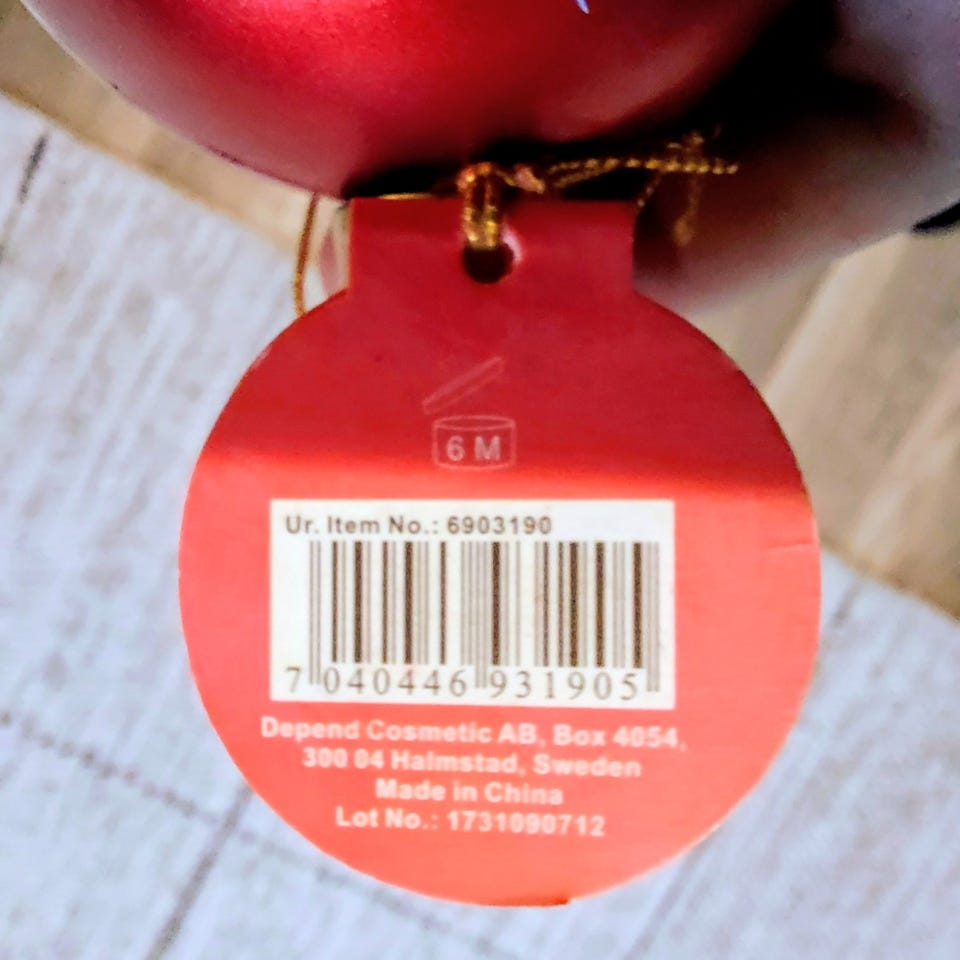 6 M
Ur. Item No.: 6903190
7 040446 931905
Depend Cosmetic AB, Box 4054,
300 04 Halmstad, Sweden
Made in China
Lot No.: 1731090712